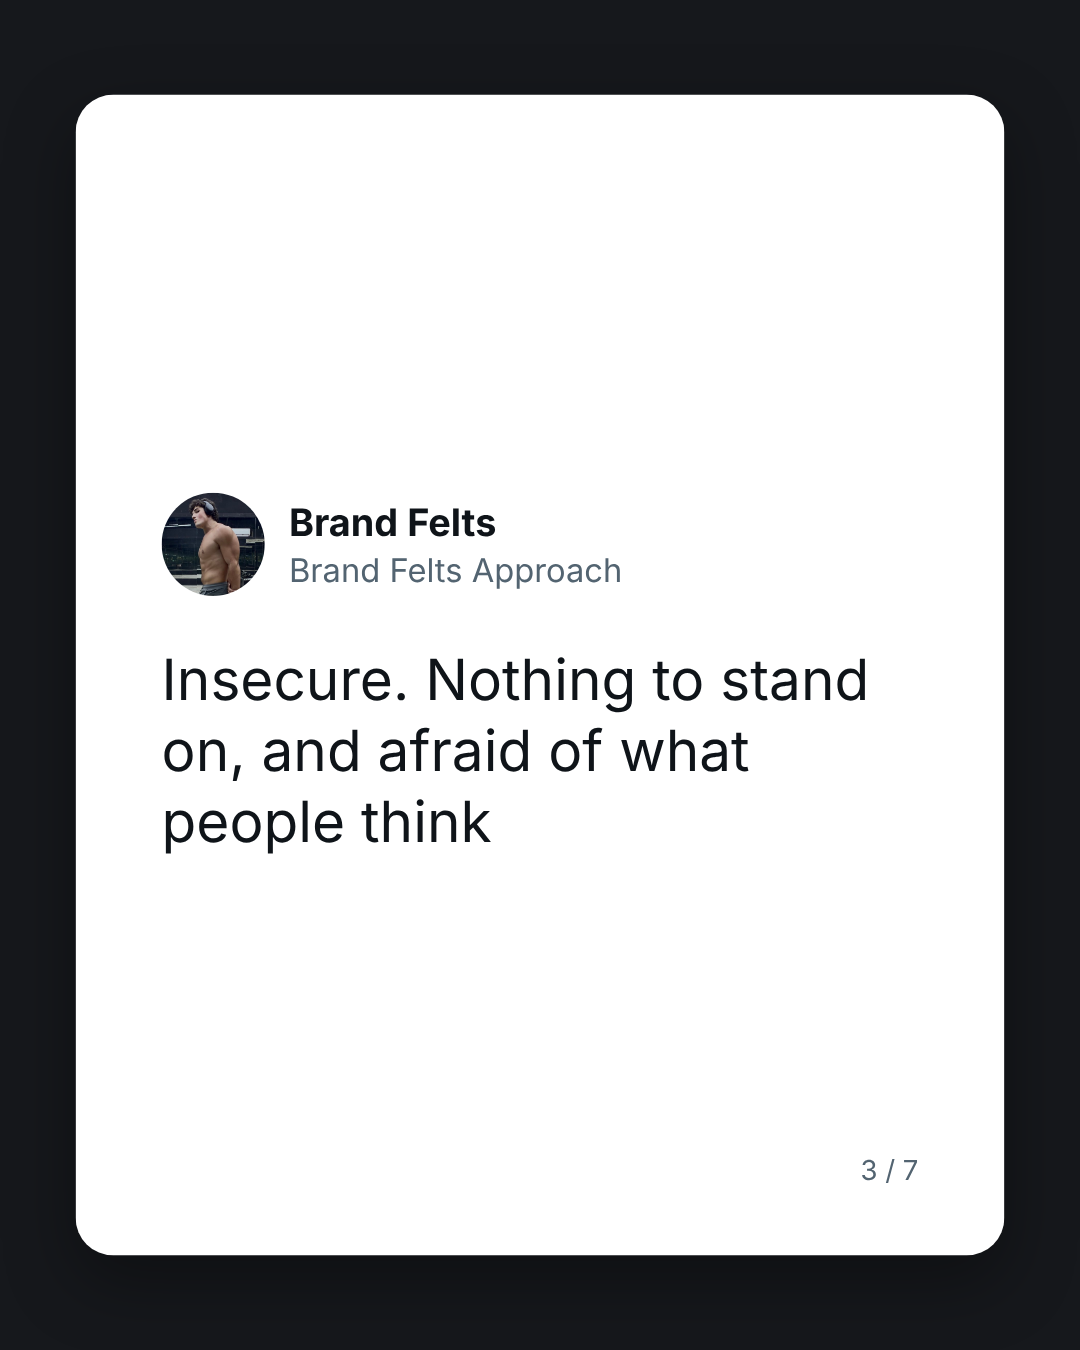 Brand Felts
Brand Felts Approach
Insecure. Nothing to stand
on, and afraid of what
people think
3 / 7